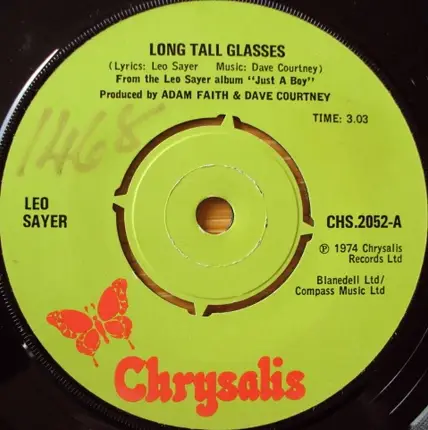 LONG TALL GLASSES
(Lyrics: Leo Sayer Music: Dave Courtney)
From the Leo Sayer album "Just A Boy"
Produced by ADAM FAITH & DAVE COURTNEY
1468
TIME: 3.03
LEO
SAYER
CHS.2052-A
℗ 1974 Chrysalis
Records Ltd
Blanedell Ltd/
Compass Music Ltd
Chrysalis